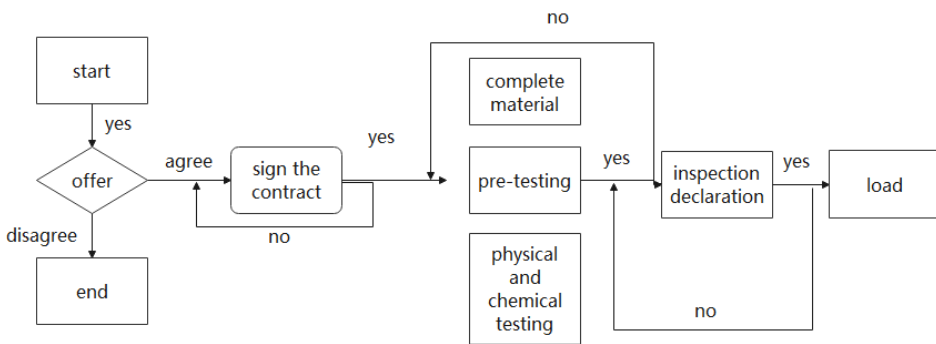 no
start
complete
material
yes
yes
agree
sign the
contract
offer
pre-testing
yes
inspection
declaration
yes
load
disagree
no
end
physical
and
chemical
testing
no